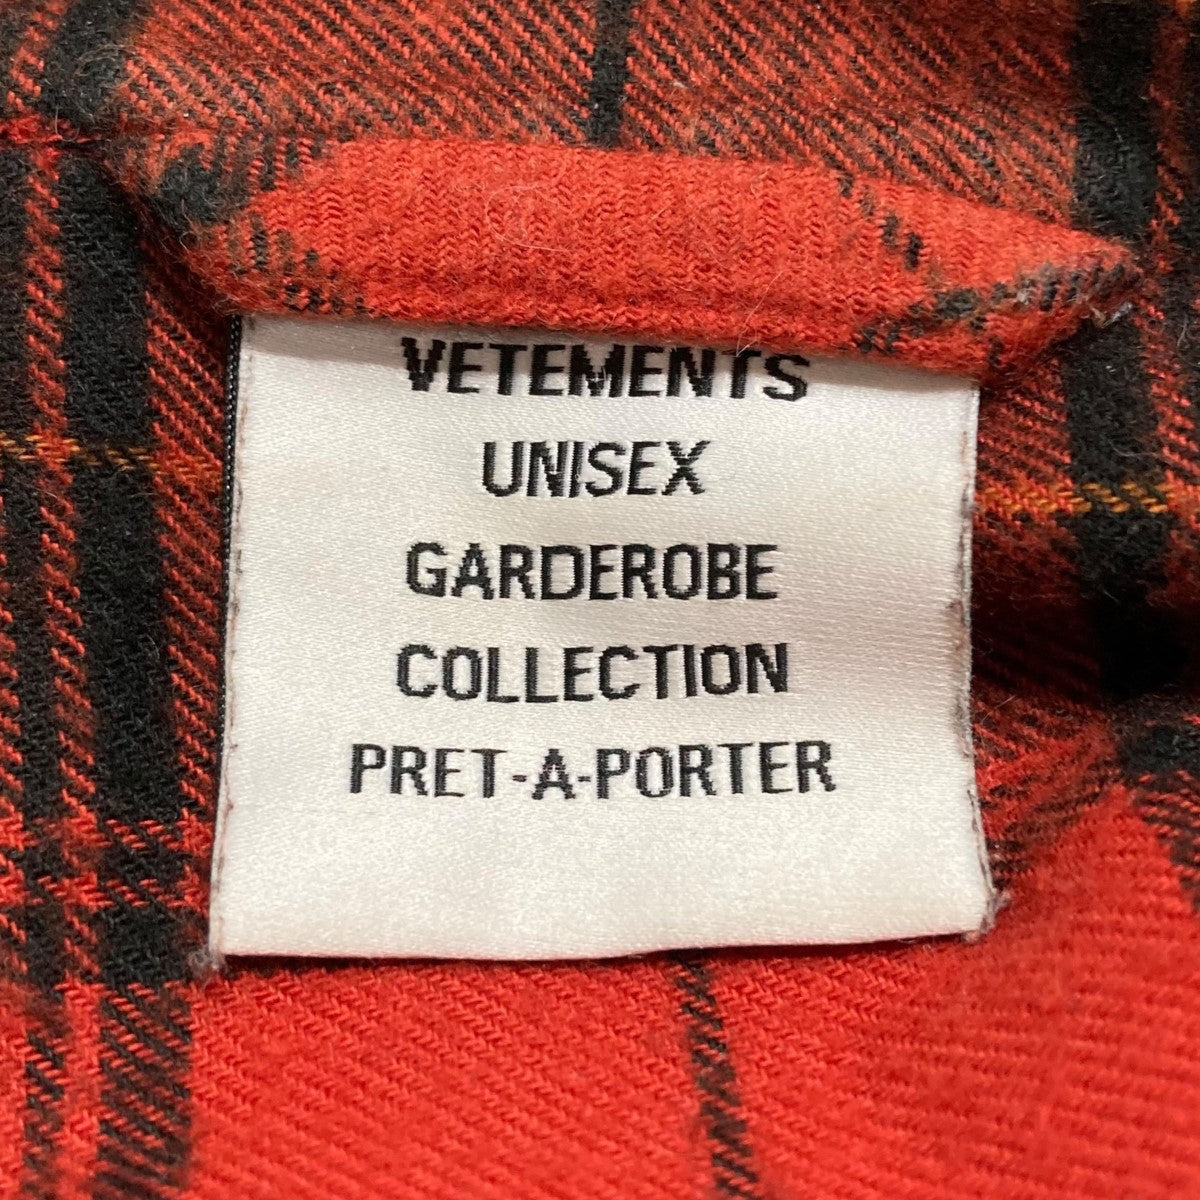 VETEMENTS
UNISEX
GARDEROBE
COLLECTION
PRET-A-PORTER